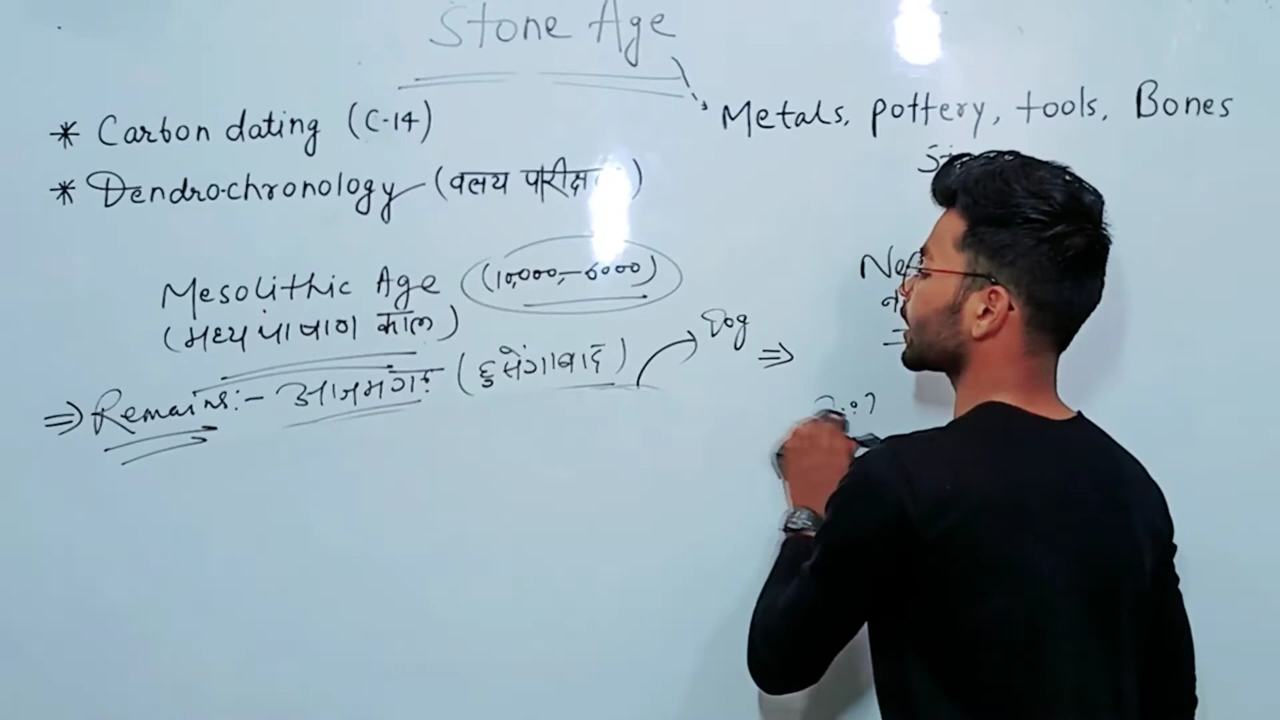 Stone Age
* Carbon dating (C-14)
Metals, pottery, tools, Bones
* Dendrochronology (वलय परीक्ष )
Mesolithic Age (10,000-6000)
(मध्य पाषाण काल)
⇒ Remains:- आजमगढ़ (हुसेंगाबाद) Dog ⇒